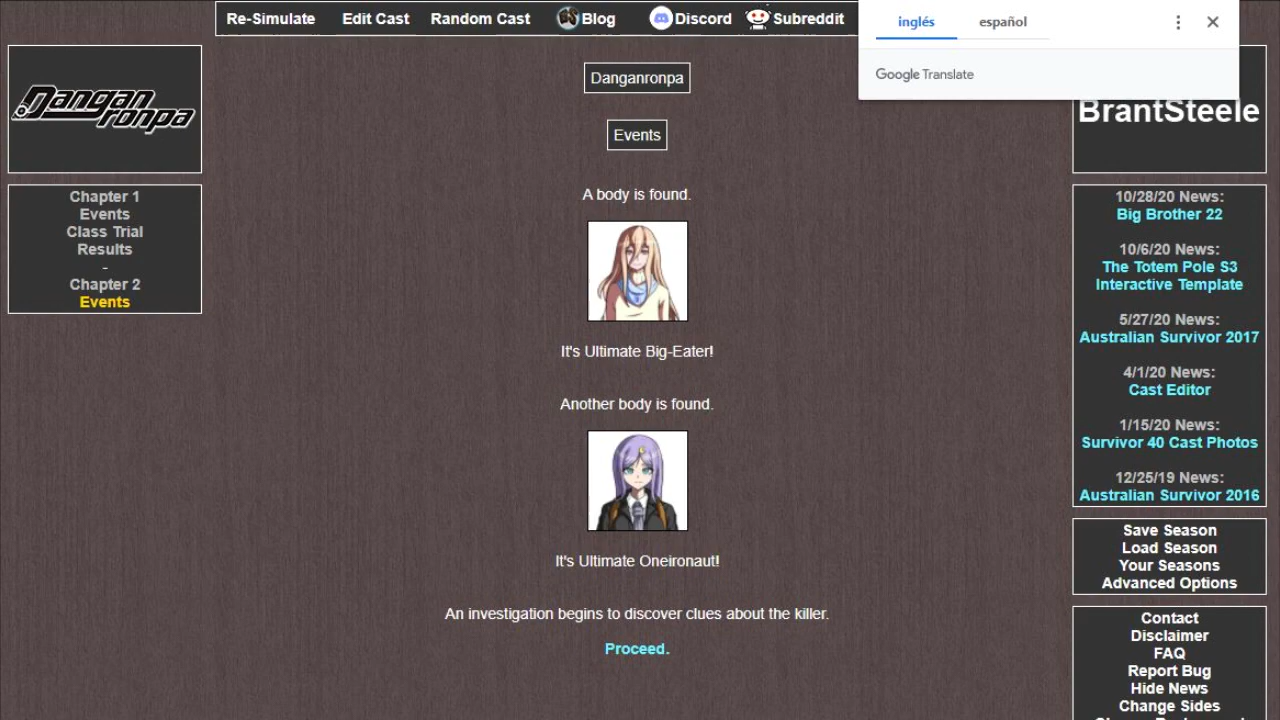 Re-Simulate Edit Cast Random Cast Blog Discord Subreddit
inglés español
Google Translate
Dangan
ronpa
Chapter 1
Events
Class Trial
Results
-
Chapter 2
Events
Danganronpa
Events
A body is found.
It's Ultimate Big-Eater!
Another body is found.
It's Ultimate Oneironaut!
An investigation begins to discover clues about the killer.
Proceed.
BrantSteele
10/28/20 News:
Big Brother 22
10/6/20 News:
The Totem Pole S3
Interactive Template
5/27/20 News:
Australian Survivor 2017
4/1/20 News:
Cast Editor
1/15/20 News:
Survivor 40 Cast Photos
12/25/19 News:
Australian Survivor 2016
Save Season
Load Season
Your Seasons
Advanced Options
Contact
Disclaimer
FAQ
Report Bug
Hide News
Change Sides